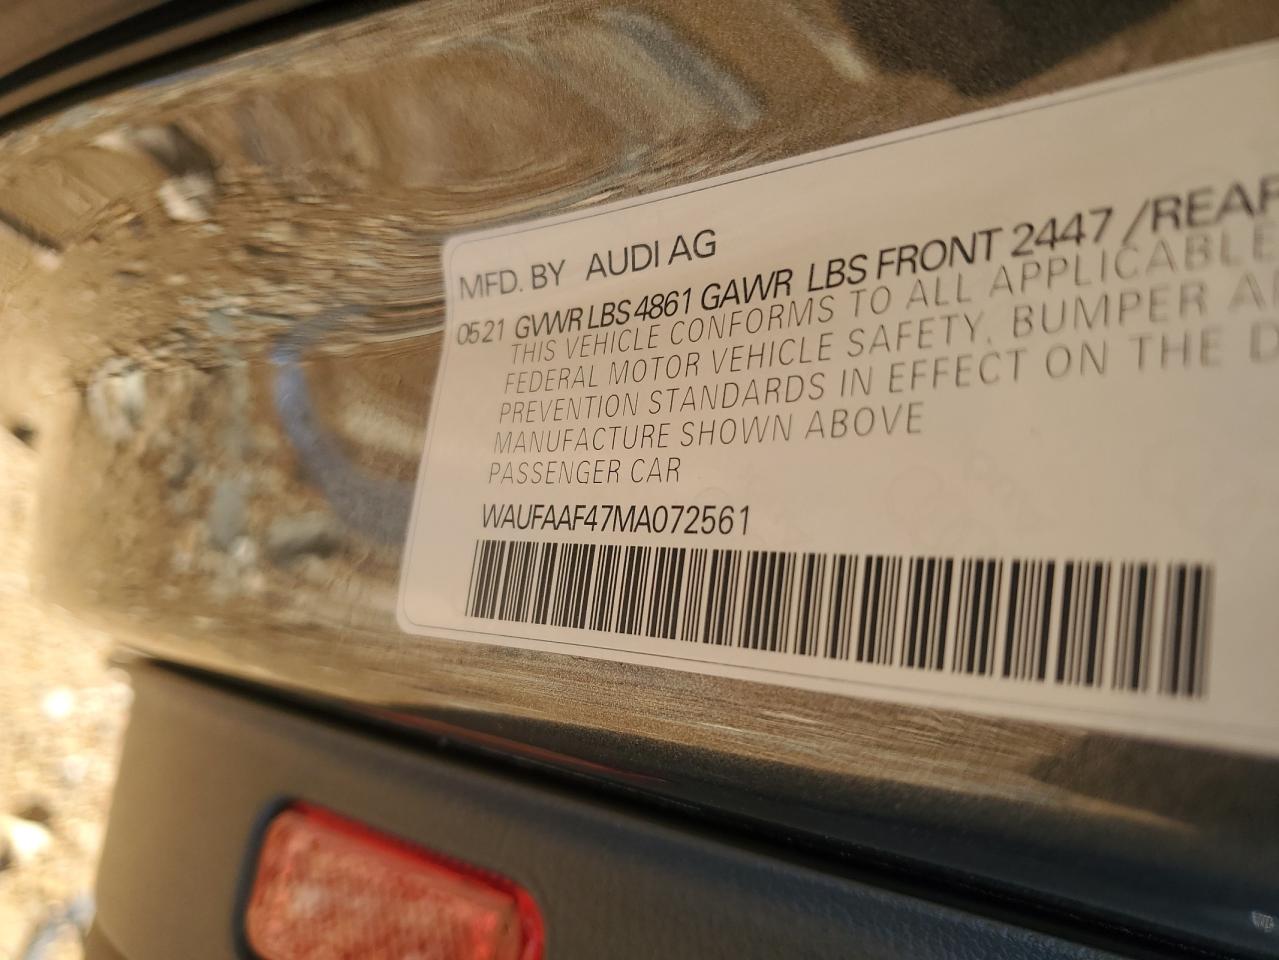 MFD. BY AUDI AG
0521 GVWR LBS 4861 GAWR LBS FRONT 2447 /REAR
THIS VEHICLE CONFORMS TO ALL APPLICABLE
FEDERAL MOTOR VEHICLE SAFETY, BUMPER
PREVENTION STANDARDS IN EFFECT ON THE
MANUFACTURE SHOWN ABOVE
PASSENGER CAR
WAUFAAF47MA072561